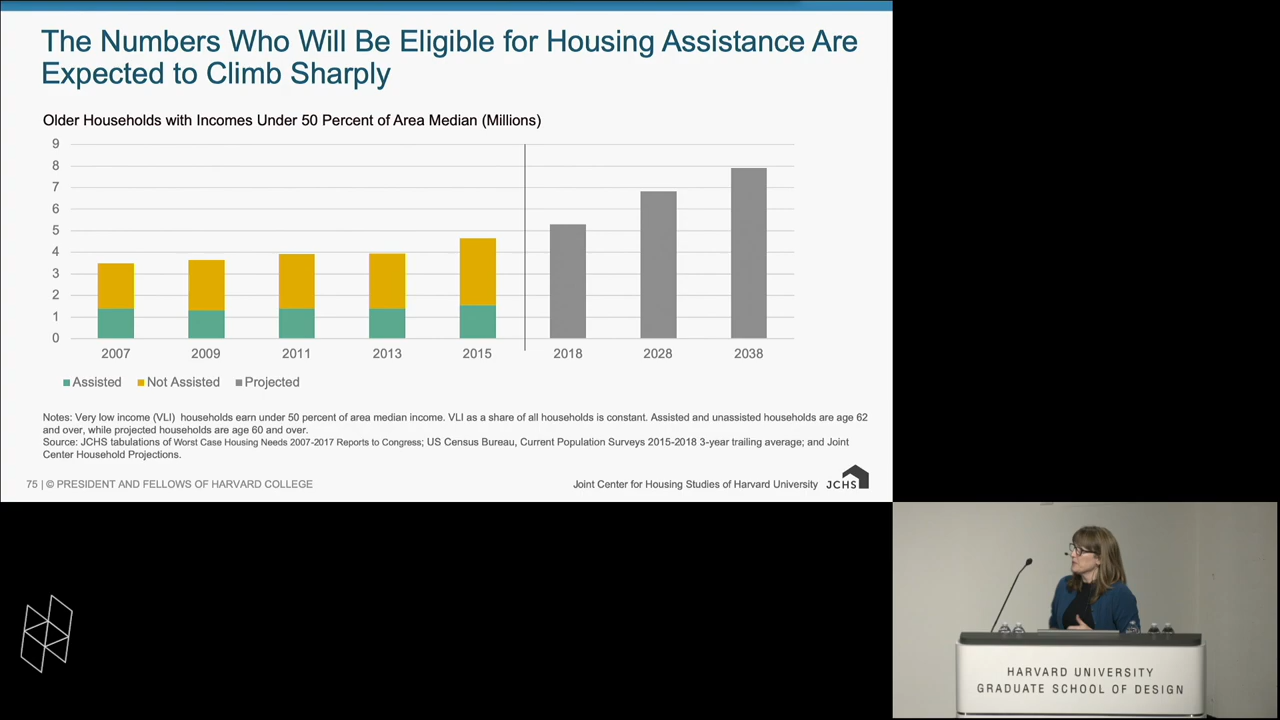 The Numbers Who Will Be Eligible for Housing Assistance Are
Expected to Climb Sharply
Older Households with Incomes Under 50 Percent of Area Median (Millions)
9
8
7
6
5
4
3
2
1
0
2007 2009 2011 2013 2015 2018 2028 2038
Assisted Not Assisted Projected
Notes: Very low income (VLI) households earn under 50 percent of area median income. VLI as a share of all households is constant. Assisted and unassisted households are age 62
and over, while projected households are age 60 and over.
Source: JCHS tabulations of Worst Case Housing Needs 2007-2017 Reports to Congress; US Census Bureau, Current Population Surveys 2015-2018 3-year trailing average; and Joint
Center Household Projections.
75 | © PRESIDENT AND FELLOWS OF HARVARD COLLEGE
Joint Center for Housing Studies of Harvard University JCHS
HARVARD UNIVERSITY
GRADUATE SCHOOL OF DESIGN